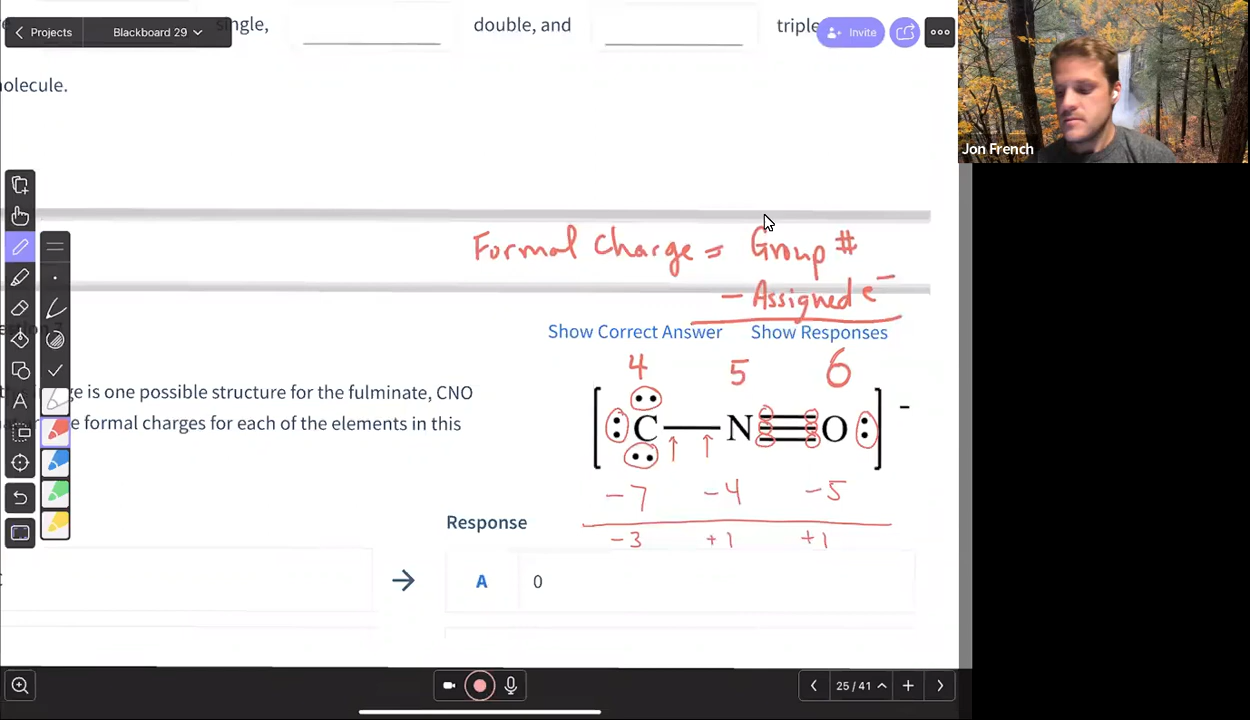 single, double, and triple
Projects Blackboard 29 Invite
olecule.
Jon French
Formal Charge = Group #
− Assigned e⁻
Show Correct Answer Show Responses
4 5 6
ge is one possible structure for the fulminate, CNO
e formal charges for each of the elements in this
[:C̈—N≡O:]⁻
−7 −4 −5
Response
−3 +1 +1
A 0
25 / 41